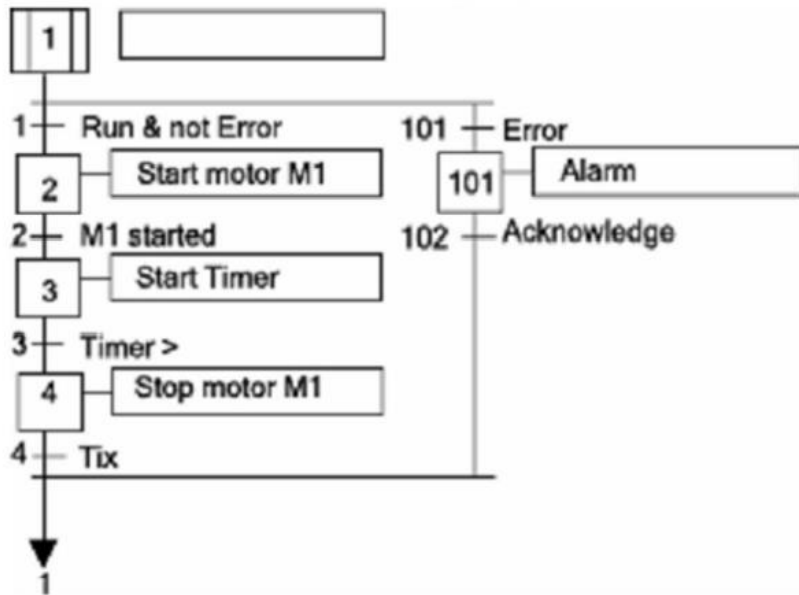 1
1 Run & not Error
2 Start motor M1
2 M1 started
3 Start Timer
3 Timer >
4 Stop motor M1
4 Tix
1
101 Error
101 Alarm
102 Acknowledge